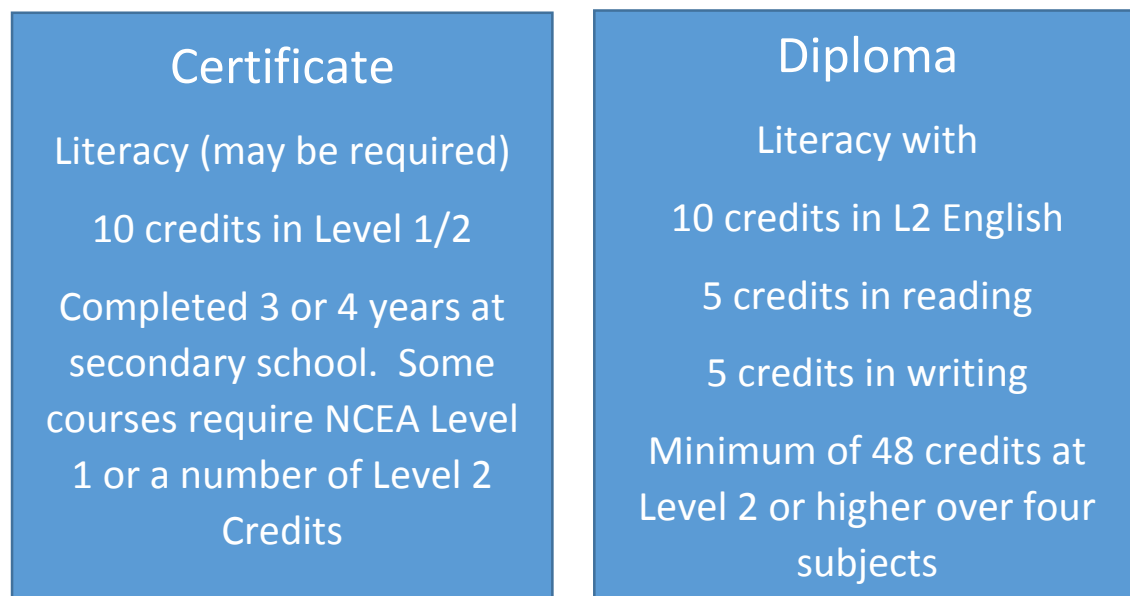 Certificate
Literacy (may be required)
10 credits in Level 1/2
Completed 3 or 4 years at
secondary school.  Some
courses require NCEA Level
1 or a number of Level 2
Credits
Diploma
Literacy with
10 credits in L2 English
5 credits in reading
5 credits in writing
Minimum of 48 credits at
Level 2 or higher over four
subjects